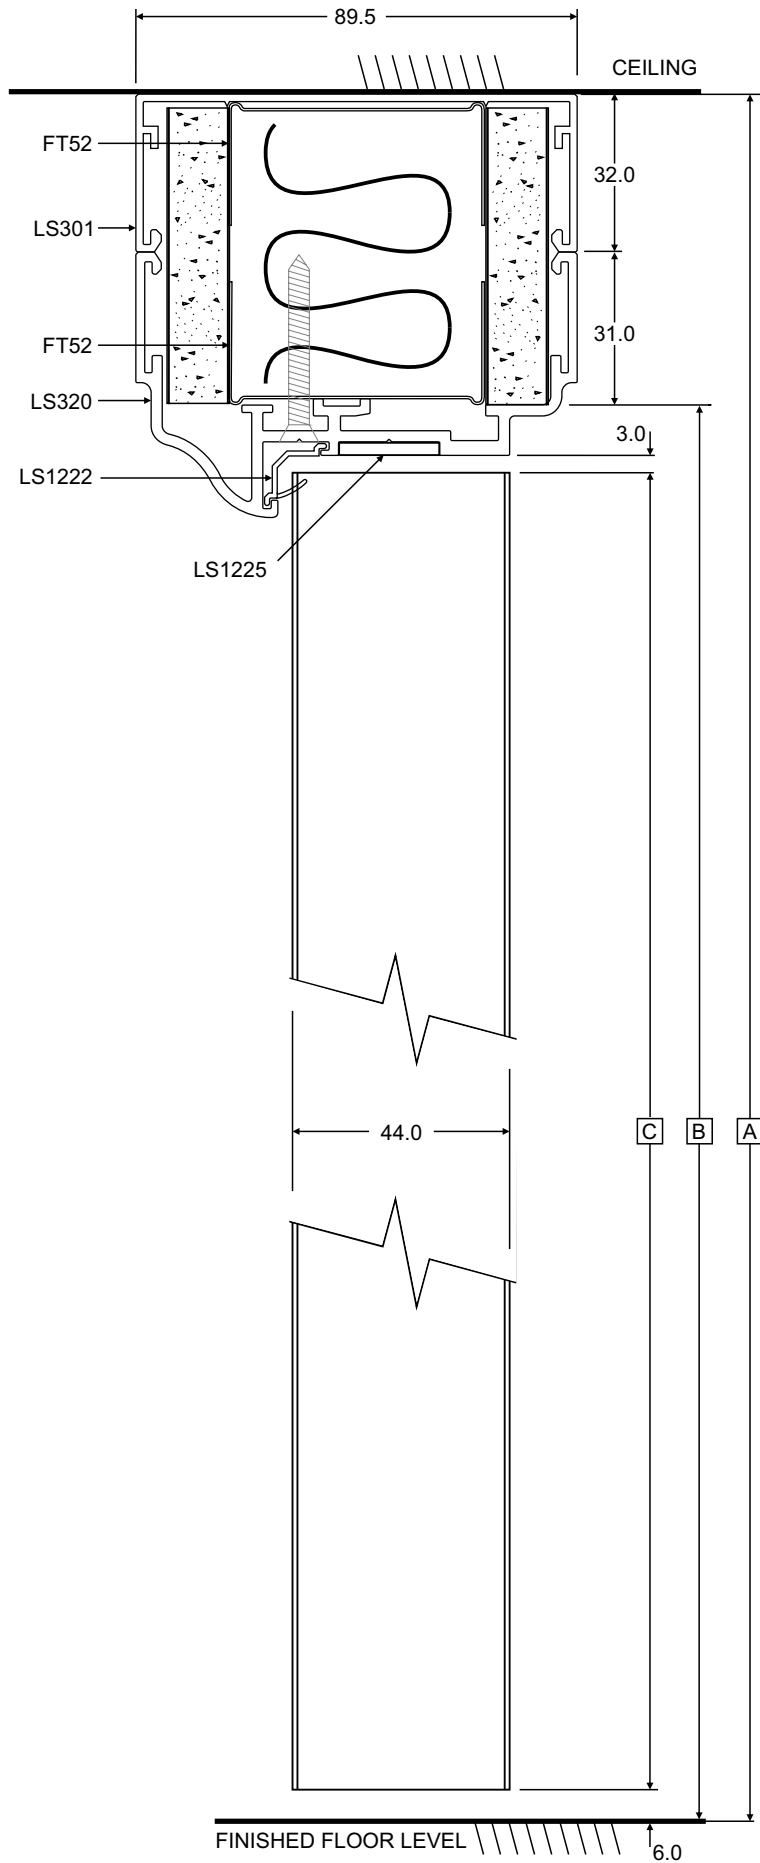 89.5
CEILING
FT52
32.0
LS301
31.0
FT52
LS320
3.0
LS1222
LS1225
44.0
C
B
A
FINISHED FLOOR LEVEL
6.0